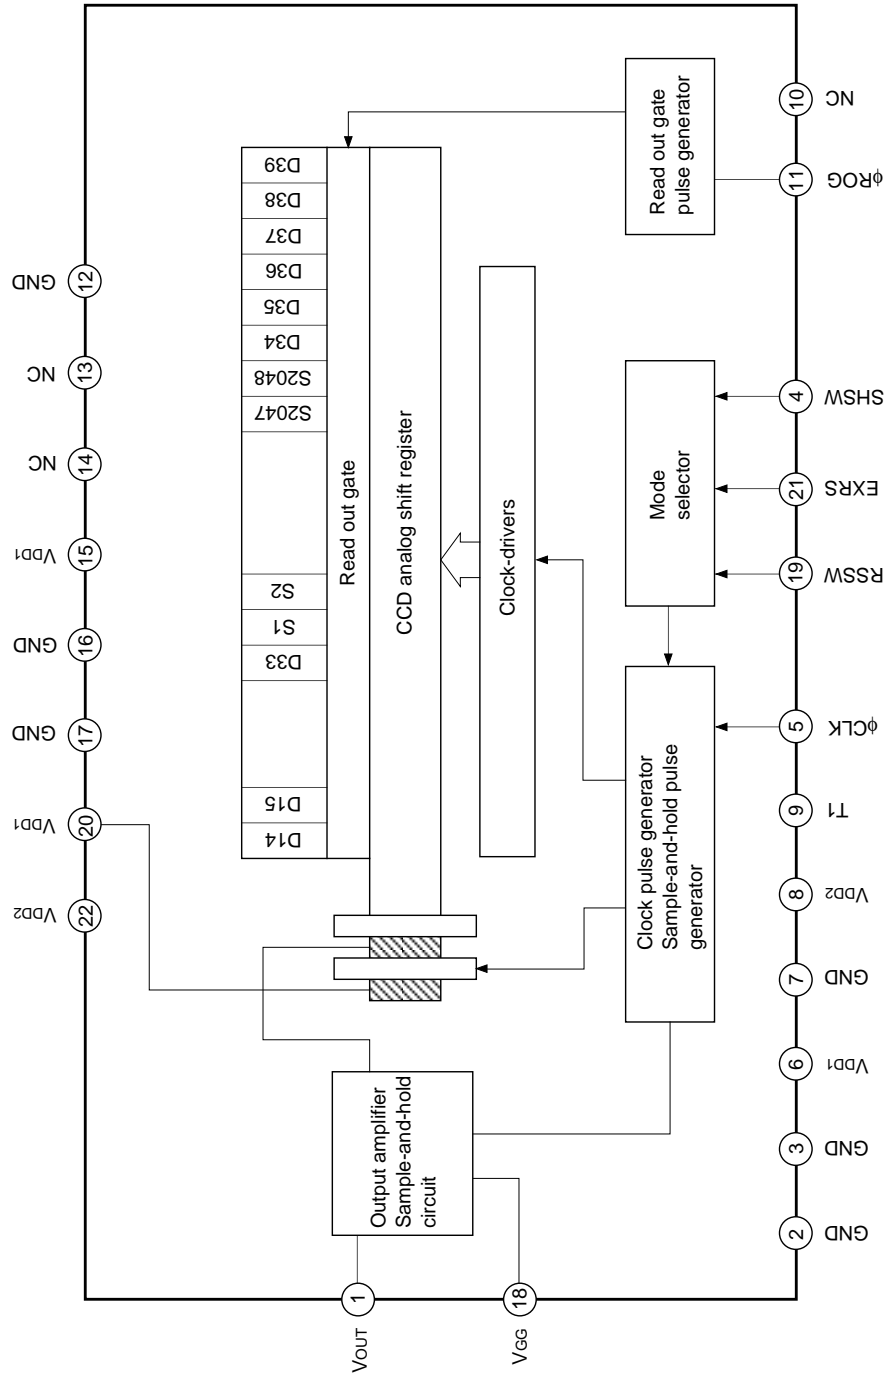 12
GND
13
NC
14
NC
15
VDD1
16
GND
17
GND
20
VDD1
22
VDD2
D14
D15
D33
S1
S2
S2047
S2048
D34
D35
D36
D37
D38
D39
Read out gate
CCD analog shift register
Clock-drivers
Read out gate
pulse generator
Mode
selector
Clock pulse generator
Sample-and-hold pulse
generator
Output amplifier
Sample-and-hold
circuit
VOUT
1
VGG
18
2
GND
3
GND
6
VDD1
7
GND
8
VDD2
9
T1
5
ϕCLK
19
RSSW
21
EXRS
4
SHSW
11
ϕROG
10
NC